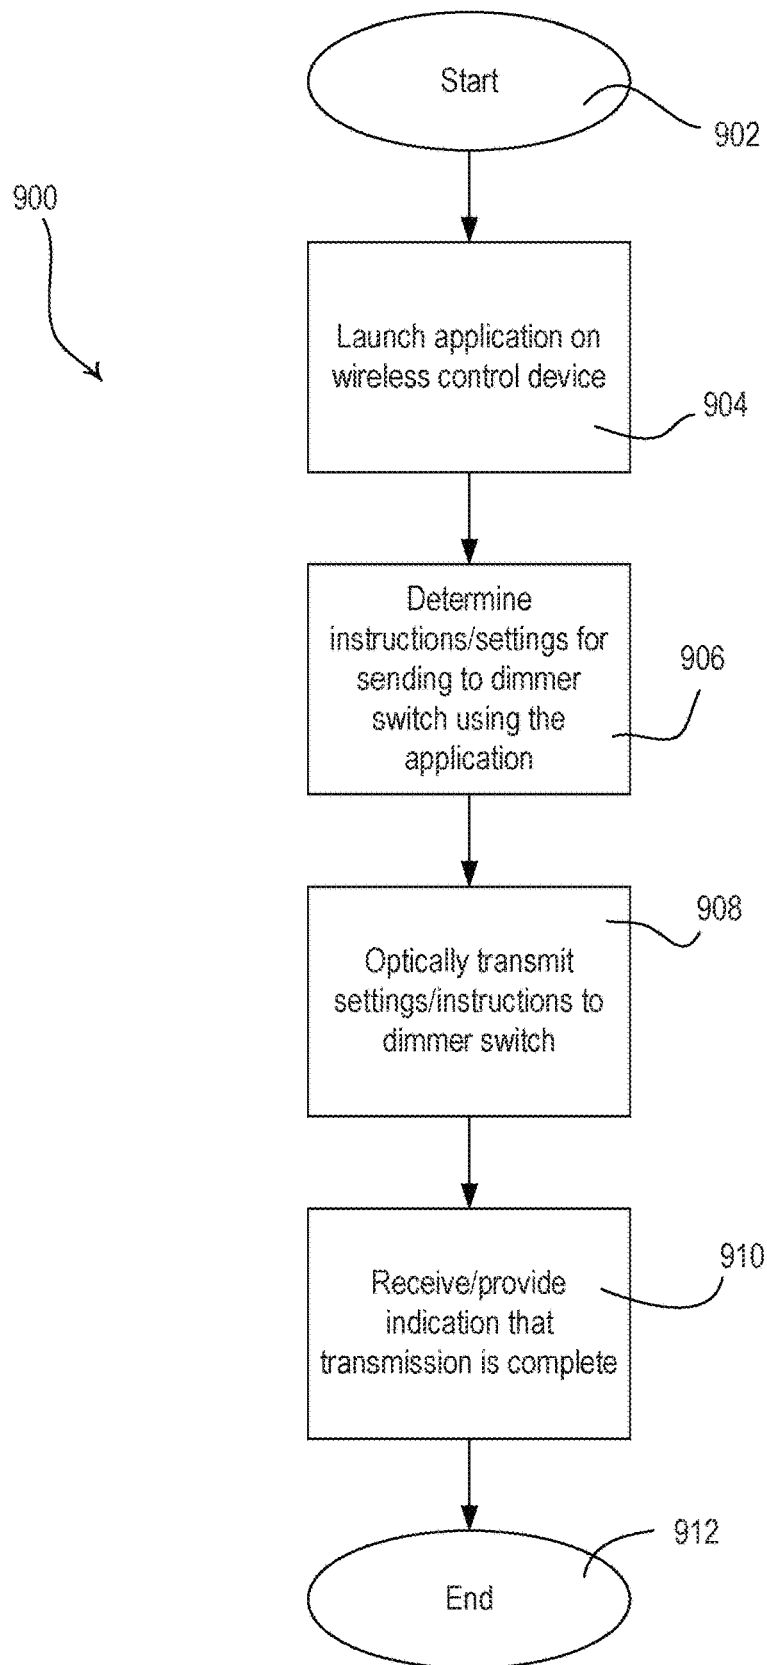 Start
902
900
Launch application on
wireless control device
904
Determine
instructions/settings for
sending to dimmer
switch using the
application
906
908
Optically transmit
settings/instructions to
dimmer switch
910
Receive/provide
indication that
transmission is complete
912
End